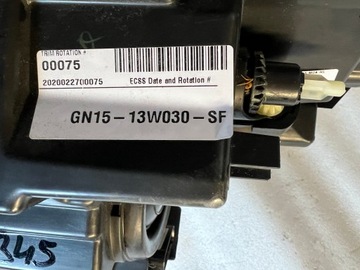 TRIM ROTATION #
00075
2020022700075
ECSS Date and Rotation #
GN15-13W030-SF
345